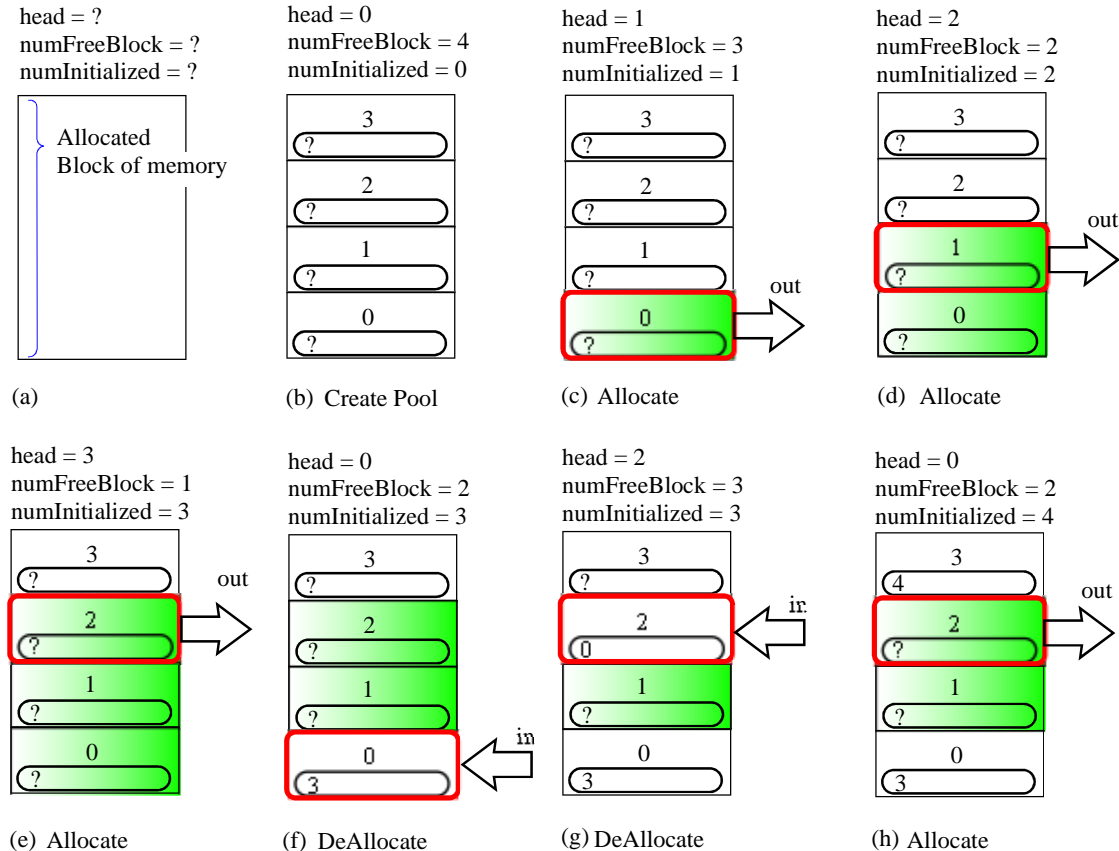 head = ?
numFreeBlock = ?
numInitialized = ?
Allocated
Block of memory
(a)
head = 0
numFreeBlock = 4
numInitialized = 0
3
?
2
?
1
?
0
?
(b) Create Pool
head = 1
numFreeBlock = 3
numInitialized = 1
3
?
2
?
1
?
0
?
out
(c) Allocate
head = 2
numFreeBlock = 2
numInitialized = 2
3
?
2
?
1
?
0
?
out
(d) Allocate
head = 3
numFreeBlock = 1
numInitialized = 3
3
?
2
?
1
?
0
?
out
(e) Allocate
head = 0
numFreeBlock = 2
numInitialized = 3
3
?
2
?
1
?
0
3
in
(f) DeAllocate
head = 2
numFreeBlock = 3
numInitialized = 3
3
?
2
0
1
?
0
3
in
(g) DeAllocate
head = 0
numFreeBlock = 2
numInitialized = 4
3
4
2
?
1
?
0
3
out
(h) Allocate